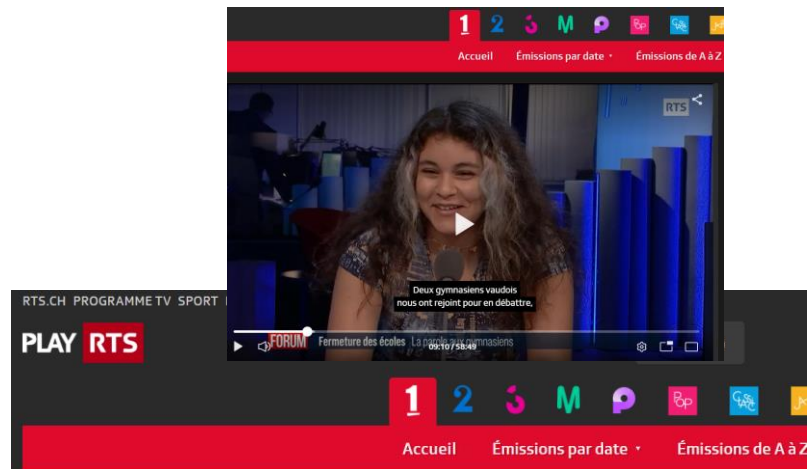 1 2 3 M P POP
Accueil Émissions par date Émissions de A à Z
RTS
Deux gymnasiens vaudois
nous ont rejoint pour en débattre,
FORUM Fermeture des écoles La parole aux gymnasiens
09:10 / 58:49
RTS.CH PROGRAMME TV SPORT
PLAY RTS
1 2 3 M P POP
Accueil Émissions par date Émissions de A à Z